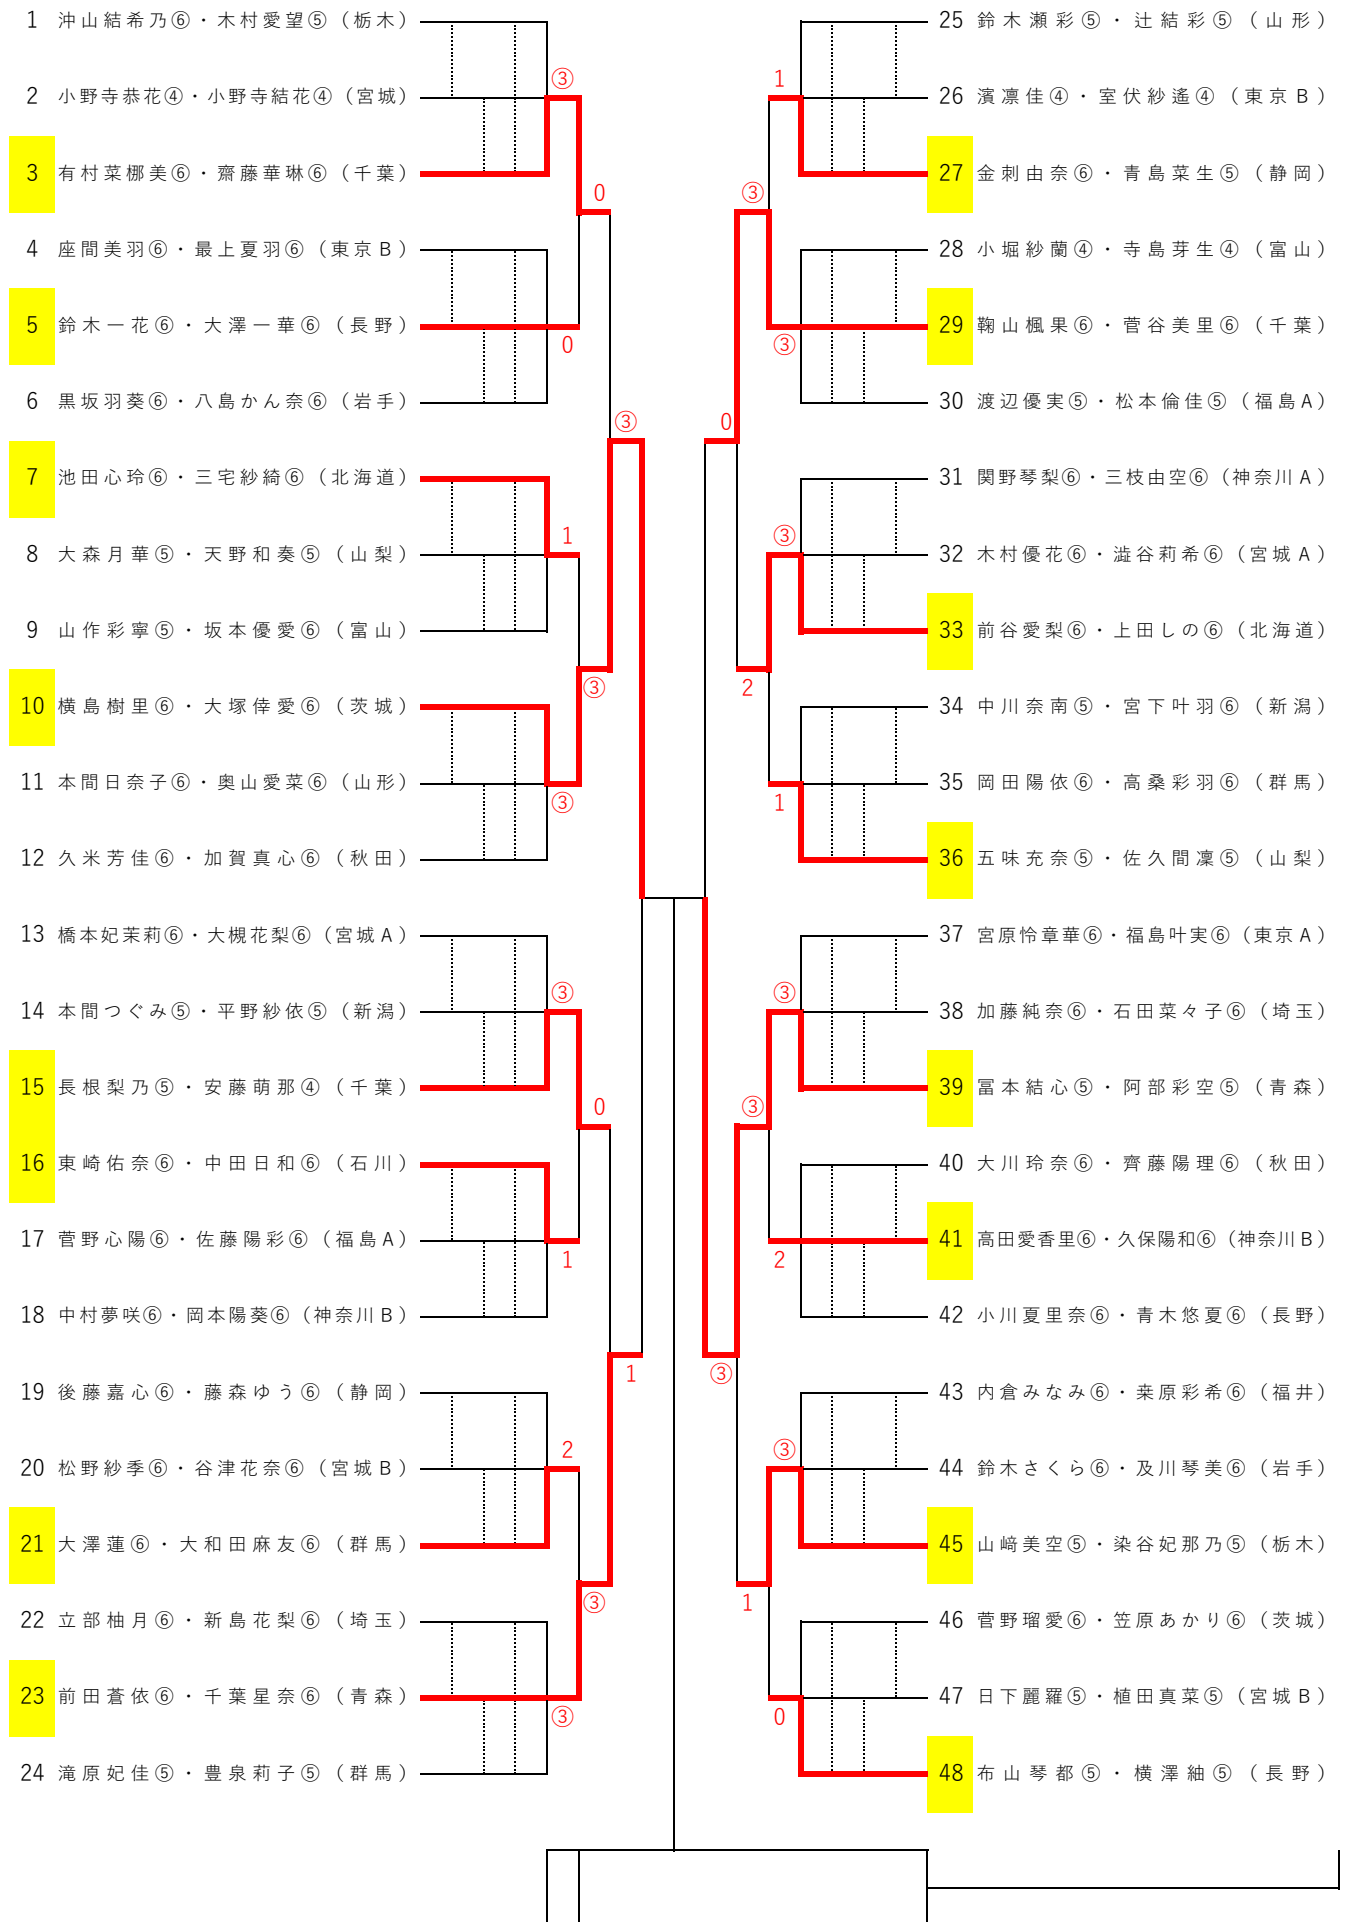 1 沖山結希乃⑥・木村愛望⑤（栃木）
2 小野寺恭花④・小野寺結花④（宮城）
③
3 有村菜梛美⑥・齋藤華琳⑥（千葉）
0
4 座間美羽⑥・最上夏羽⑥（東京Ｂ）
5 鈴木一花⑥・大澤一華⑥（長野）
0
6 黒坂羽葵⑥・八島かん奈⑥（岩手）
③
7 池田心玲⑥・三宅紗綺⑥（北海道）
1
8 大森月華⑤・天野和奏⑤（山梨）
9 山作彩寧⑤・坂本優愛⑥（富山）
③
10 横島樹里⑥・大塚倖愛⑥（茨城）
11 本間日奈子⑥・奥山愛菜⑥（山形）
③
12 久米芳佳⑥・加賀真心⑥（秋田）
13 橋本妃茉莉⑥・大槻花梨⑥（宮城Ａ）
③
14 本間つぐみ⑤・平野紗依⑤（新潟）
15 長根梨乃⑤・安藤萌那④（千葉）
0
16 東崎佑奈⑥・中田日和⑥（石川）
17 菅野心陽⑥・佐藤陽彩⑥（福島Ａ）
1
18 中村夢咲⑥・岡本陽葵⑥（神奈川Ｂ）
1
19 後藤嘉心⑥・藤森ゆう⑥（静岡）
2
20 松野紗季⑥・谷津花奈⑥（宮城Ｂ）
21 大澤蓮⑥・大和田麻友⑥（群馬）
③
22 立部柚月⑥・新島花梨⑥（埼玉）
23 前田蒼依⑥・千葉星奈⑥（青森）
③
24 滝原妃佳⑤・豊泉莉子⑤（群馬）
25 鈴木瀬彩⑤・辻結彩⑤（山形）
1
26 濱凛佳④・室伏紗遙④（東京Ｂ）
27 金刺由奈⑥・青島菜生⑤（静岡）
③
28 小堀紗蘭④・寺島芽生④（富山）
29 鞠山楓果⑥・菅谷美里⑥（千葉）
③
30 渡辺優実⑤・松本倫佳⑤（福島Ａ）
0
31 関野琴梨⑥・三枝由空⑥（神奈川Ａ）
③
32 木村優花⑥・澁谷莉希⑥（宮城Ａ）
33 前谷愛梨⑥・上田しの⑥（北海道）
2
34 中川奈南⑤・宮下叶羽⑥（新潟）
35 岡田陽依⑥・高桑彩羽⑥（群馬）
1
36 五味充奈⑤・佐久間凜⑤（山梨）
37 宮原怜章華⑥・福島叶実⑥（東京Ａ）
③
38 加藤純奈⑥・石田菜々子⑥（埼玉）
39 冨本結心⑤・阿部彩空⑤（青森）
③
40 大川玲奈⑥・齊藤陽理⑥（秋田）
41 高田愛香里⑥・久保陽和⑥（神奈川Ｂ）
2
42 小川夏里奈⑥・青木悠夏⑥（長野）
③
43 内倉みなみ⑥・桒原彩希⑥（福井）
③
44 鈴木さくら⑥・及川琴美⑥（岩手）
45 山﨑美空⑤・染谷妃那乃⑤（栃木）
1
46 菅野瑠愛⑥・笠原あかり⑥（茨城）
47 日下麗羅⑤・植田真菜⑤（宮城Ｂ）
0
48 布山琴都⑤・横澤紬⑤（長野）